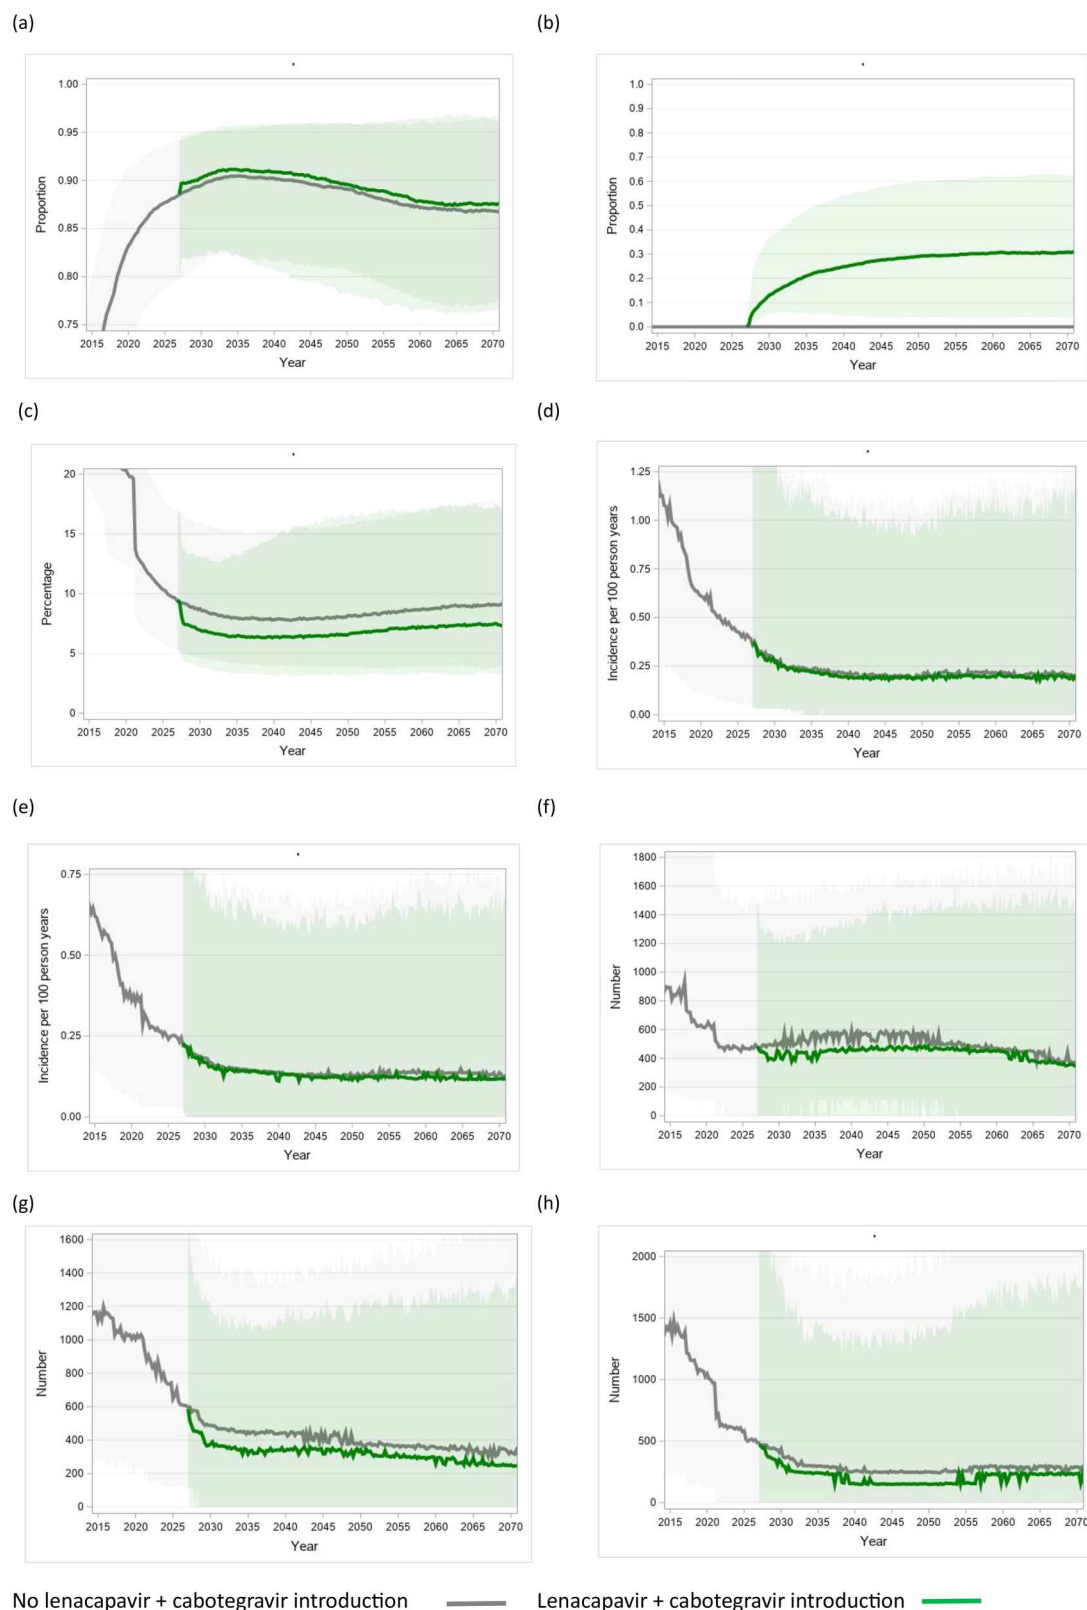 (a)
(b)
1.00
0.95
0.90
0.85
0.80
0.75
Proportion
2015 2020 2025 2030 2035 2040 2045 2050 2055 2060 2065 2070
Year
1.0
0.9
0.8
0.7
0.6
0.5
0.4
0.3
0.2
0.1
0.0
Proportion
2015 2020 2025 2030 2035 2040 2045 2050 2055 2060 2065 2070
Year
(c)
(d)
20
15
10
5
0
Percentage
2015 2020 2025 2030 2035 2040 2045 2050 2055 2060 2065 2070
Year
1.25
1.00
0.75
0.50
0.25
0.00
Incidence per 100 person years
2015 2020 2025 2030 2035 2040 2045 2050 2055 2060 2065 2070
Year
(e)
(f)
0.75
0.50
0.25
0.00
Incidence per 100 person years
2015 2020 2025 2030 2035 2040 2045 2050 2055 2060 2065 2070
Year
1800
1600
1400
1200
1000
800
600
400
200
0
Number
2015 2020 2025 2030 2035 2040 2045 2050 2055 2060 2065 2070
Year
(g)
(h)
1600
1400
1200
1000
800
600
400
200
0
Number
2015 2020 2025 2030 2035 2040 2045 2050 2055 2060 2065 2070
Year
2000
1500
1000
500
0
Number
2015 2020 2025 2030 2035 2040 2045 2050 2055 2060 2065 2070
Year
No lenacapavir + cabotegravir introduction
Lenacapavir + cabotegravir introduction